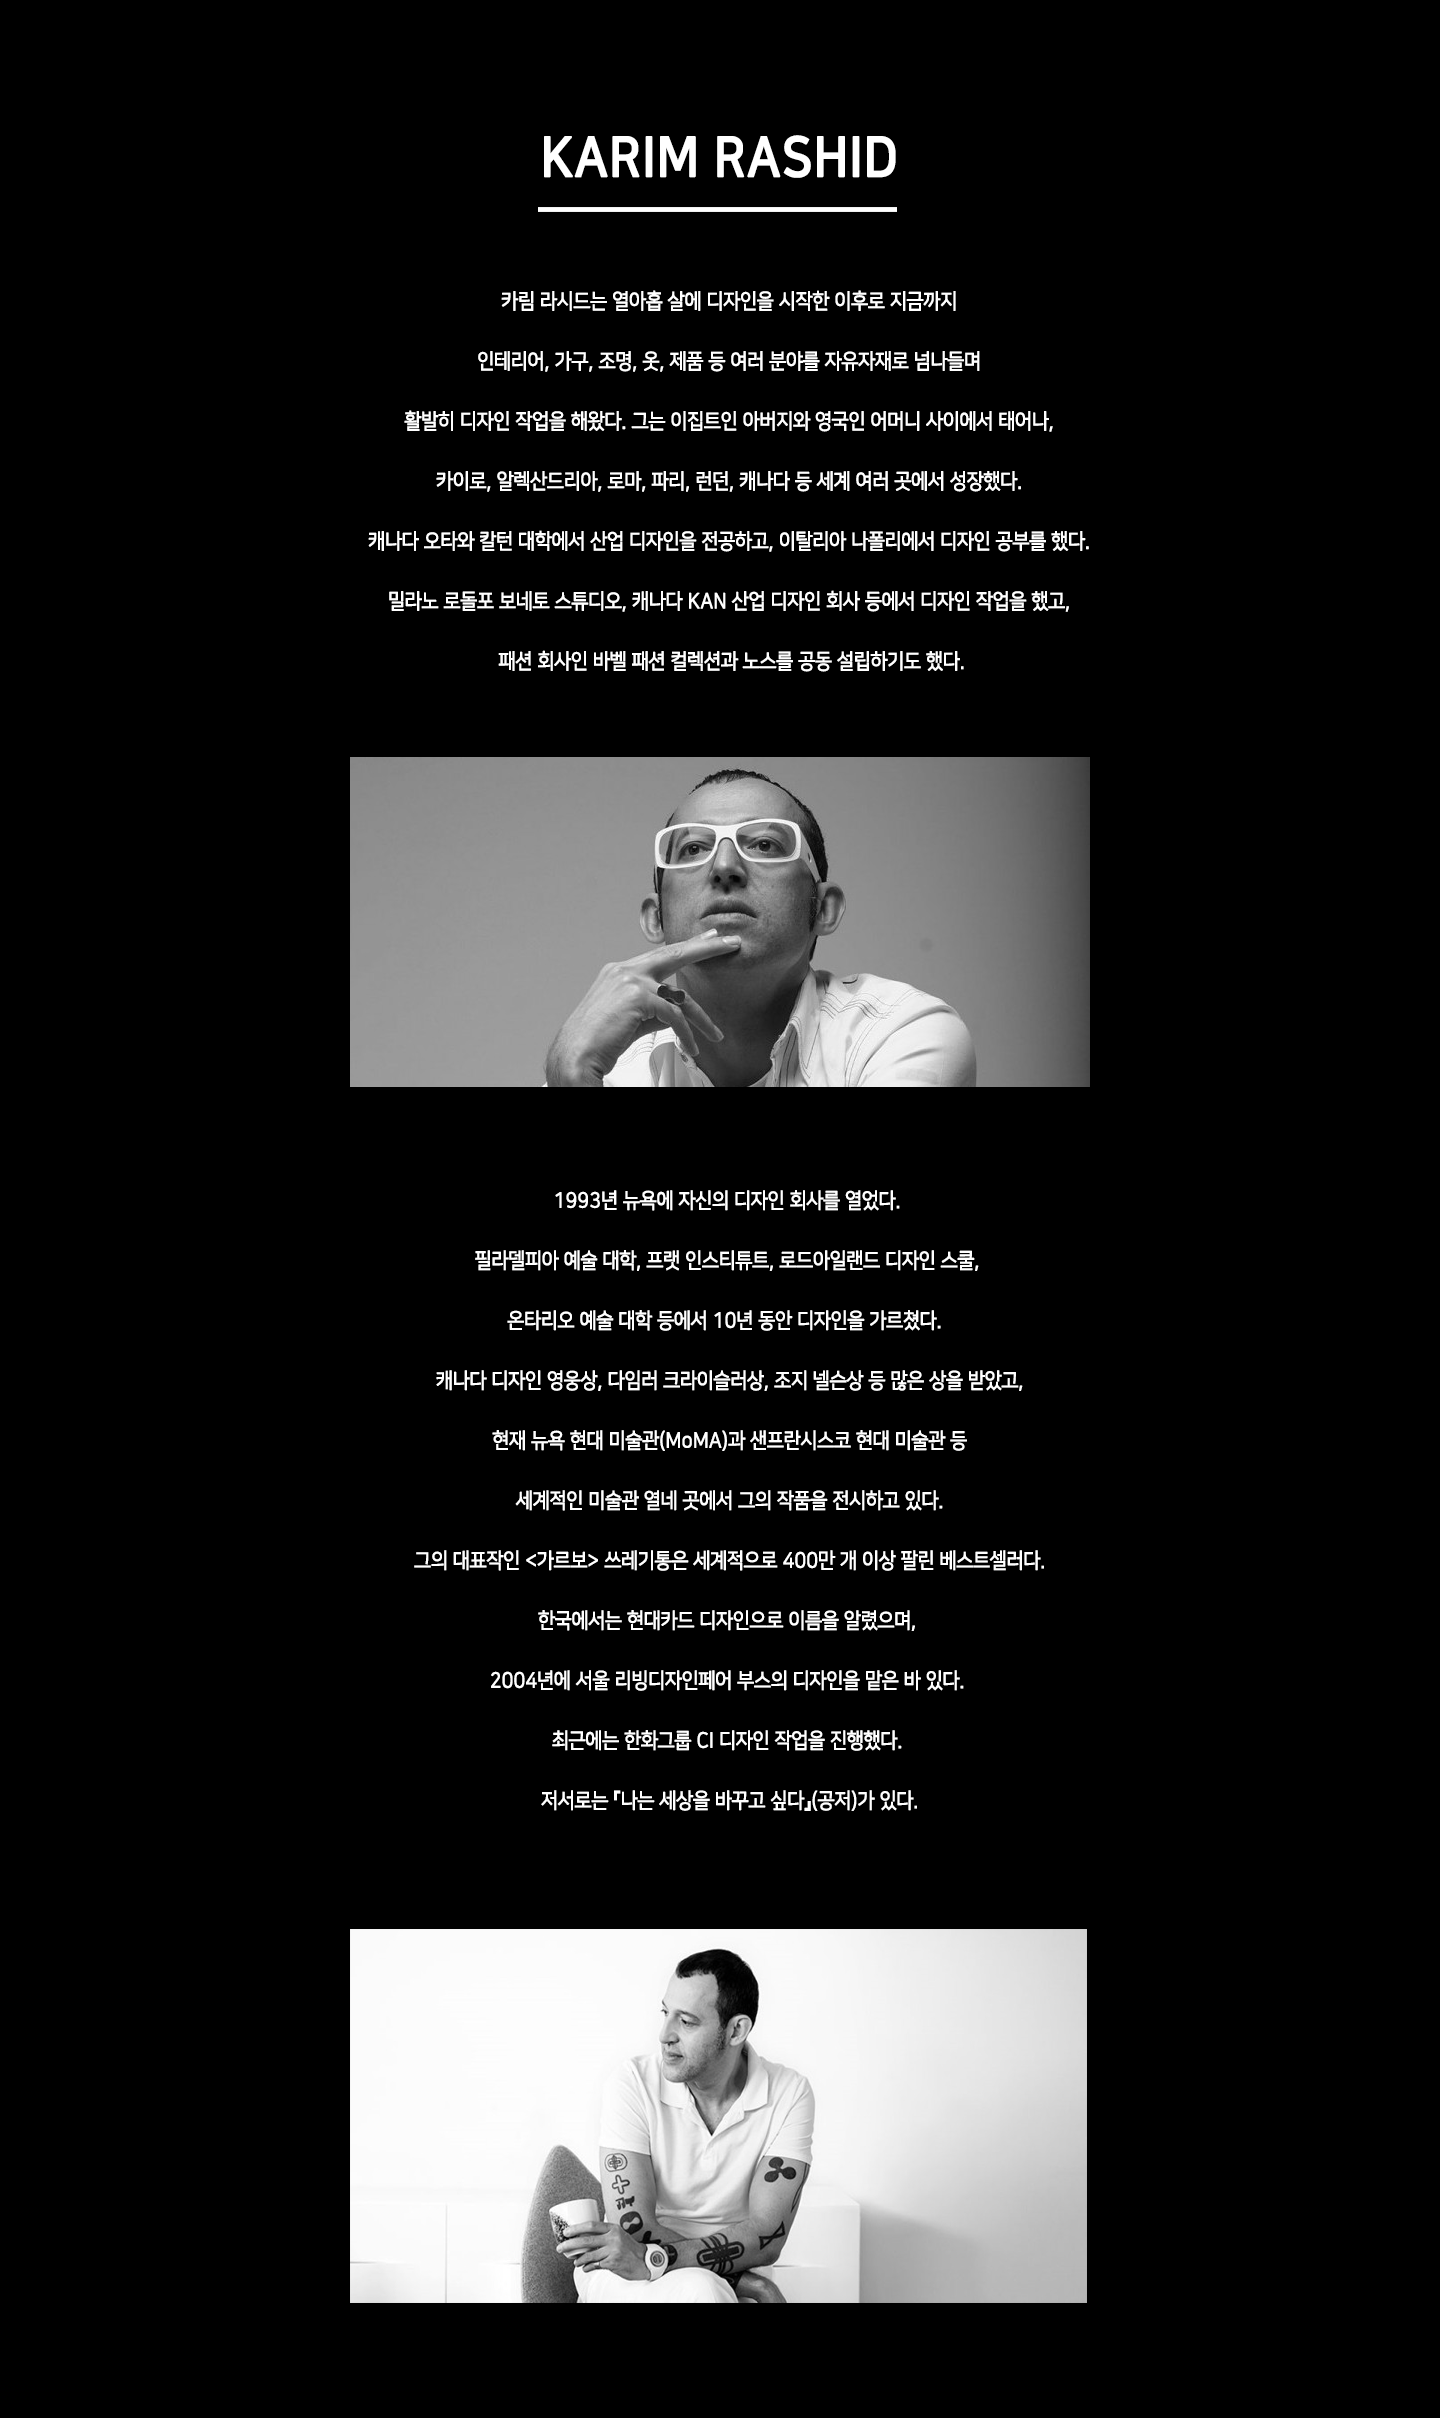 KARIM RASHID
카림 라시드는 열아홉 살에 디자인을 시작한 이후로 지금까지
인테리어, 가구, 조명, 옷, 제품 등 여러 분야를 자유자재로 넘나들며
활발히 디자인 작업을 해왔다. 그는 이집트인 아버지와 영국인 어머니 사이에서 태어나,
카이로, 알렉산드리아, 로마, 파리, 런던, 캐나다 등 세계 여러 곳에서 성장했다.
캐나다 오타와 칼턴 대학에서 산업 디자인을 전공하고, 이탈리아 나폴리에서 디자인 공부를 했다.
밀라노 로돌포 보네토 스튜디오, 캐나다 KAN 산업 디자인 회사 등에서 디자인 작업을 했고,
패션 회사인 바벨 패션 컬렉션과 노스를 공동 설립하기도 했다.
1993년 뉴욕에 자신의 디자인 회사를 열었다.
필라델피아 예술 대학, 프랫 인스티튜트, 로드아일랜드 디자인 스쿨,
온타리오 예술 대학 등에서 10년 동안 디자인을 가르쳤다.
캐나다 디자인 영웅상, 다임러 크라이슬러상, 조지 넬슨상 등 많은 상을 받았고,
현재 뉴욕 현대 미술관(MoMA)과 샌프란시스코 현대 미술관 등
세계적인 미술관 열네 곳에서 그의 작품을 전시하고 있다.
그의 대표작인 <가르보> 쓰레기통은 세계적으로 400만 개 이상 팔린 베스트셀러다.
한국에서는 현대카드 디자인으로 이름을 알렸으며,
2004년에 서울 리빙디자인페어 부스의 디자인을 맡은 바 있다.
최근에는 한화그룹 CI 디자인 작업을 진행했다.
저서로는 『나는 세상을 바꾸고 싶다』(공저)가 있다.